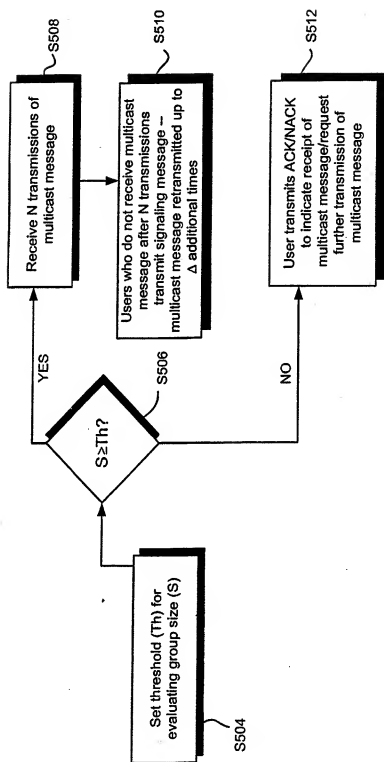 Set threshold (Th) for
evaluating group size (S)
S504
S≥Th?
S506
YES
NO
Receive N transmissions of
multicast message
S508
Users who do not receive multicast
message after N transmissions
transmit signaling message --
multicast message retransmitted up to
Δ additional times
S510
User transmits ACK/NACK
to indicate receipt of
multicast message/request
further transmission of
multicast message
S512